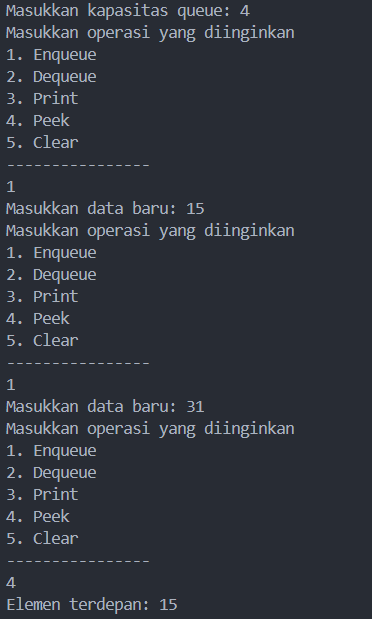 Masukkan kapasitas queue: 4
Masukkan operasi yang diinginkan
1. Enqueue
2. Dequeue
3. Print
4. Peek
5. Clear
----------------
1
Masukkan data baru: 15
Masukkan operasi yang diinginkan
1. Enqueue
2. Dequeue
3. Print
4. Peek
5. Clear
----------------
1
Masukkan data baru: 31
Masukkan operasi yang diinginkan
1. Enqueue
2. Dequeue
3. Print
4. Peek
5. Clear
----------------
4
Elemen terdepan: 15